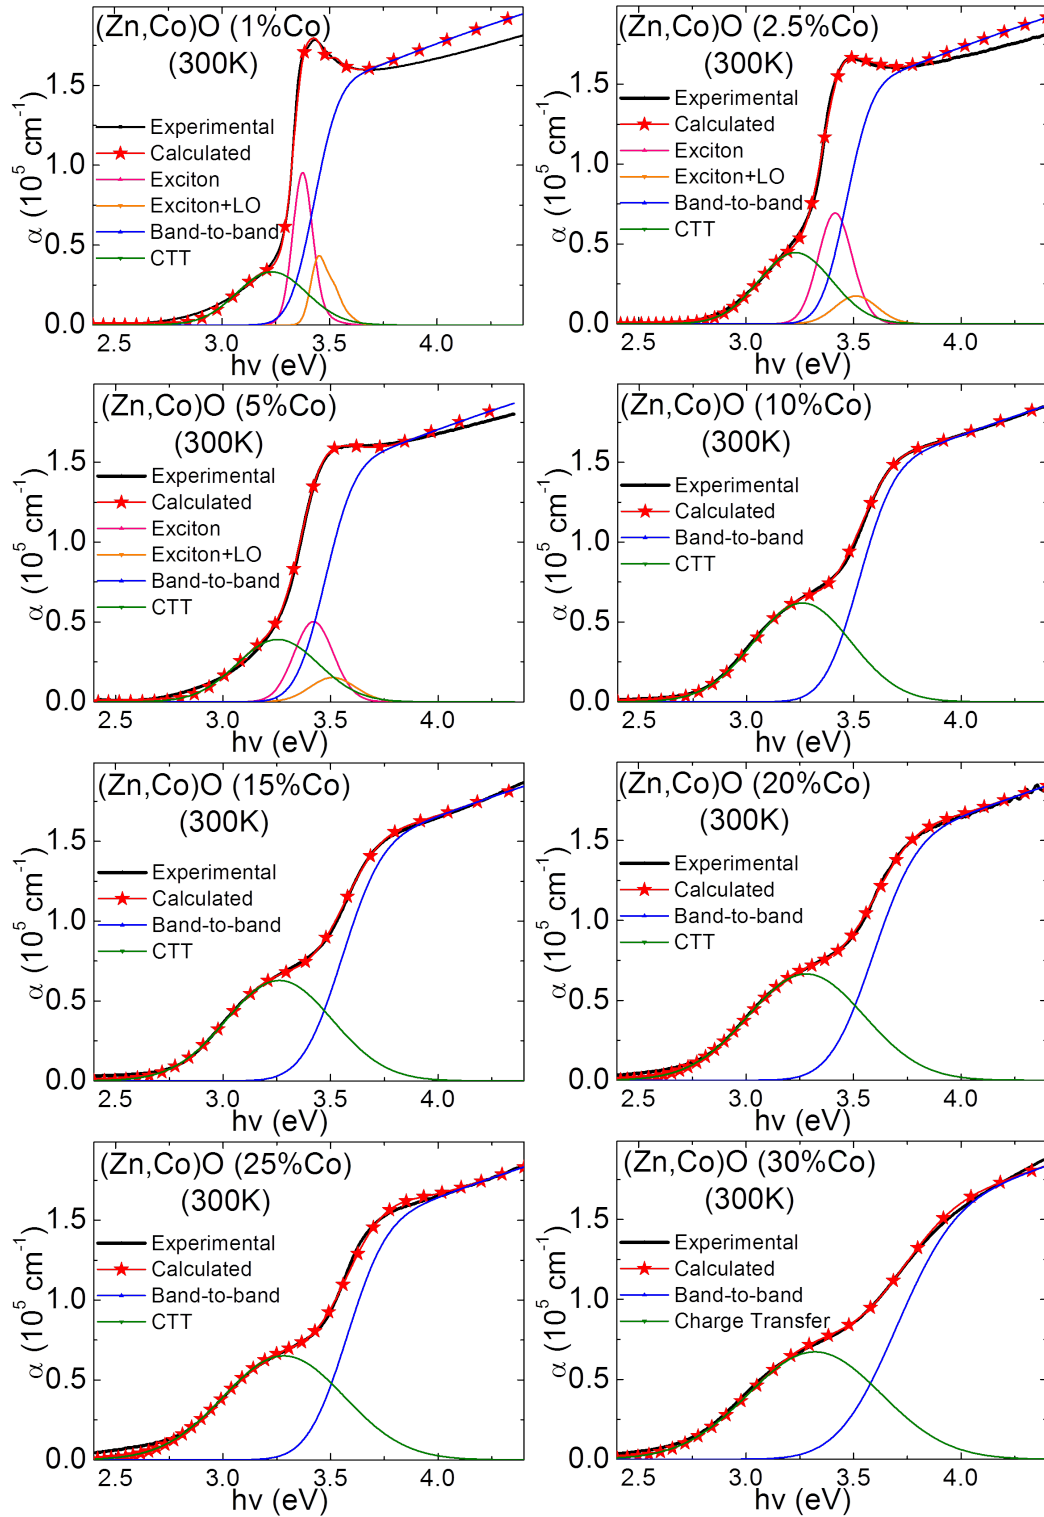 (Zn,Co)O (1%Co)
(300K)
Experimental
Calculated
Exciton
Exciton+LO
Band-to-band
CTT
α (10⁵ cm⁻¹)
1.5
1.0
0.5
0.0
2.5 3.0 3.5 4.0
hν (eV)
(Zn,Co)O (2.5%Co)
(300K)
Experimental
Calculated
Exciton
Exciton+LO
Band-to-band
CTT
α (10⁵ cm⁻¹)
1.5
1.0
0.5
0.0
2.5 3.0 3.5 4.0
hν (eV)
(Zn,Co)O (5%Co)
(300K)
Experimental
Calculated
Exciton
Exciton+LO
Band-to-band
CTT
α (10⁵ cm⁻¹)
1.5
1.0
0.5
0.0
2.5 3.0 3.5 4.0
hν (eV)
(Zn,Co)O (10%Co)
(300K)
Experimental
Calculated
Band-to-band
CTT
α (10⁵ cm⁻¹)
1.5
1.0
0.5
0.0
2.5 3.0 3.5 4.0
hν (eV)
(Zn,Co)O (15%Co)
(300K)
Experimental
Calculated
Band-to-band
CTT
α (10⁵ cm⁻¹)
1.5
1.0
0.5
0.0
2.5 3.0 3.5 4.0
hν (eV)
(Zn,Co)O (20%Co)
(300K)
Experimental
Calculated
Band-to-band
CTT
α (10⁵ cm⁻¹)
1.5
1.0
0.5
0.0
2.5 3.0 3.5 4.0
hν (eV)
(Zn,Co)O (25%Co)
(300K)
Experimental
Calculated
Band-to-band
CTT
α (10⁵ cm⁻¹)
1.5
1.0
0.5
0.0
2.5 3.0 3.5 4.0
hν (eV)
(Zn,Co)O (30%Co)
(300K)
Experimental
Calculated
Band-to-band
Charge Transfer
α (10⁵ cm⁻¹)
1.5
1.0
0.5
0.0
2.5 3.0 3.5 4.0
hν (eV)